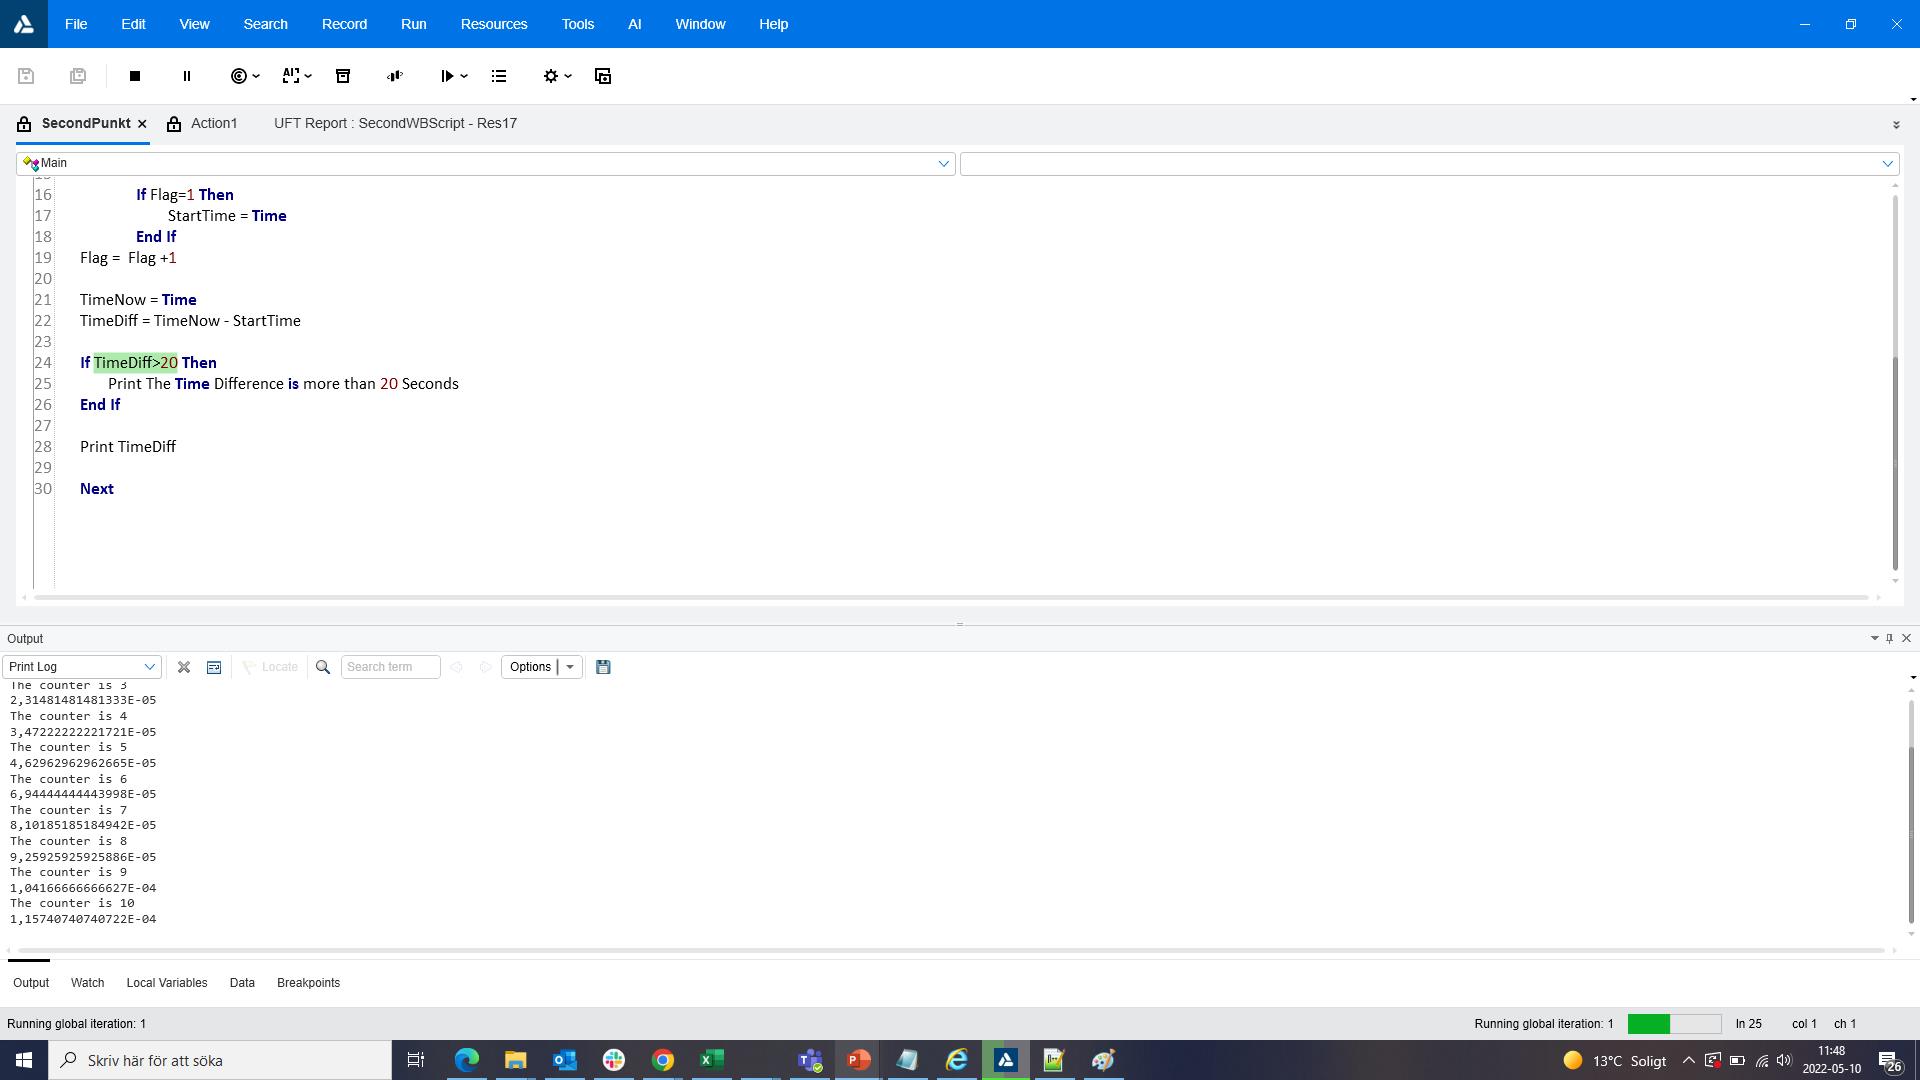 File Edit View Search Record Run Resources Tools AI Window Help
SecondPunkt Action1 UFT Report : SecondWBScript - Res17
Main
16 If Flag=1 Then
17 StartTime = Time
18 End If
19 Flag = Flag +1
20
21 TimeNow = Time
22 TimeDiff = TimeNow - StartTime
23
24 If TimeDiff>20 Then
25 Print The Time Difference is more than 20 Seconds
26 End If
27
28 Print TimeDiff
29
30 Next
Output
Print Log Locate Search term Options
The counter is 3
2,31481481481333E-05
The counter is 4
3,47222222221721E-05
The counter is 5
4,62962962962665E-05
The counter is 6
6,94444444443998E-05
The counter is 7
8,10185185184942E-05
The counter is 8
9,25925925925886E-05
The counter is 9
1,04166666666627E-04
The counter is 10
1,15740740740722E-04
Output Watch Local Variables Data Breakpoints
Running global iteration: 1 Running global iteration: 1 ln 25 col 1 ch 1
Skriv här för att söka 13°C Soligt 11:48
2022-05-10 26